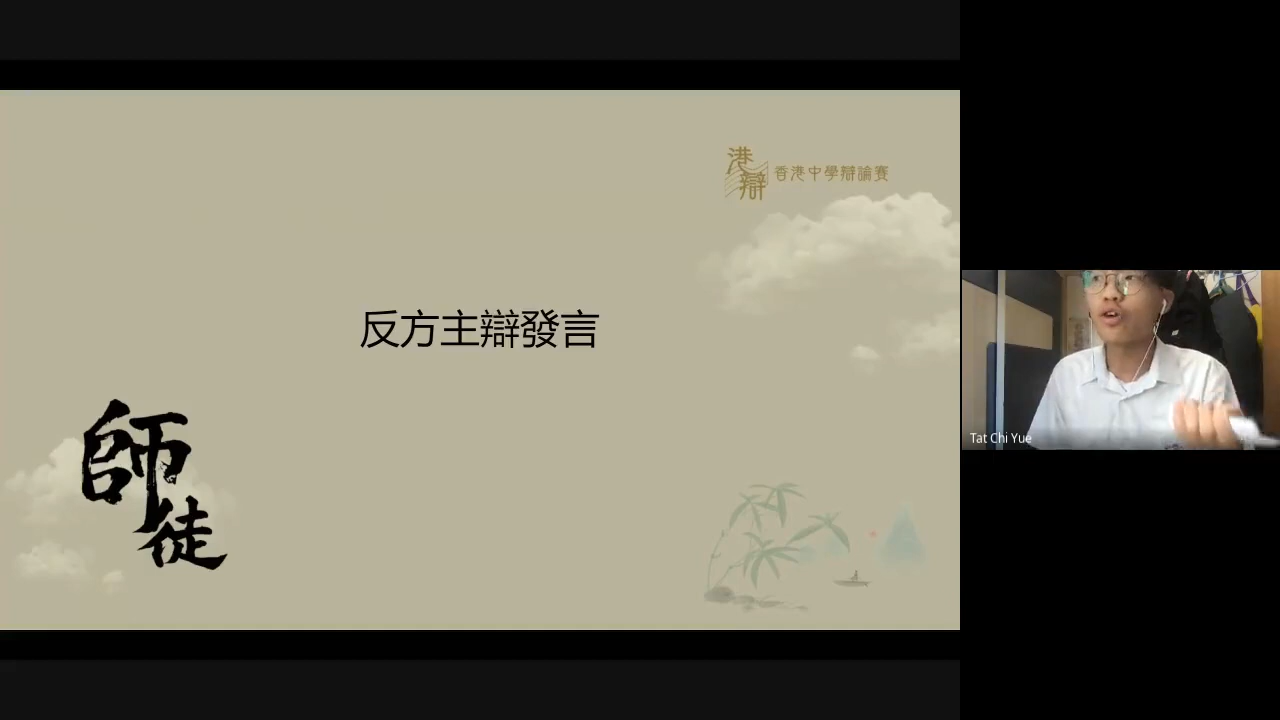 港辯
香港中學辯論賽
反方主辯發言
師徒
Tat Chi Yue